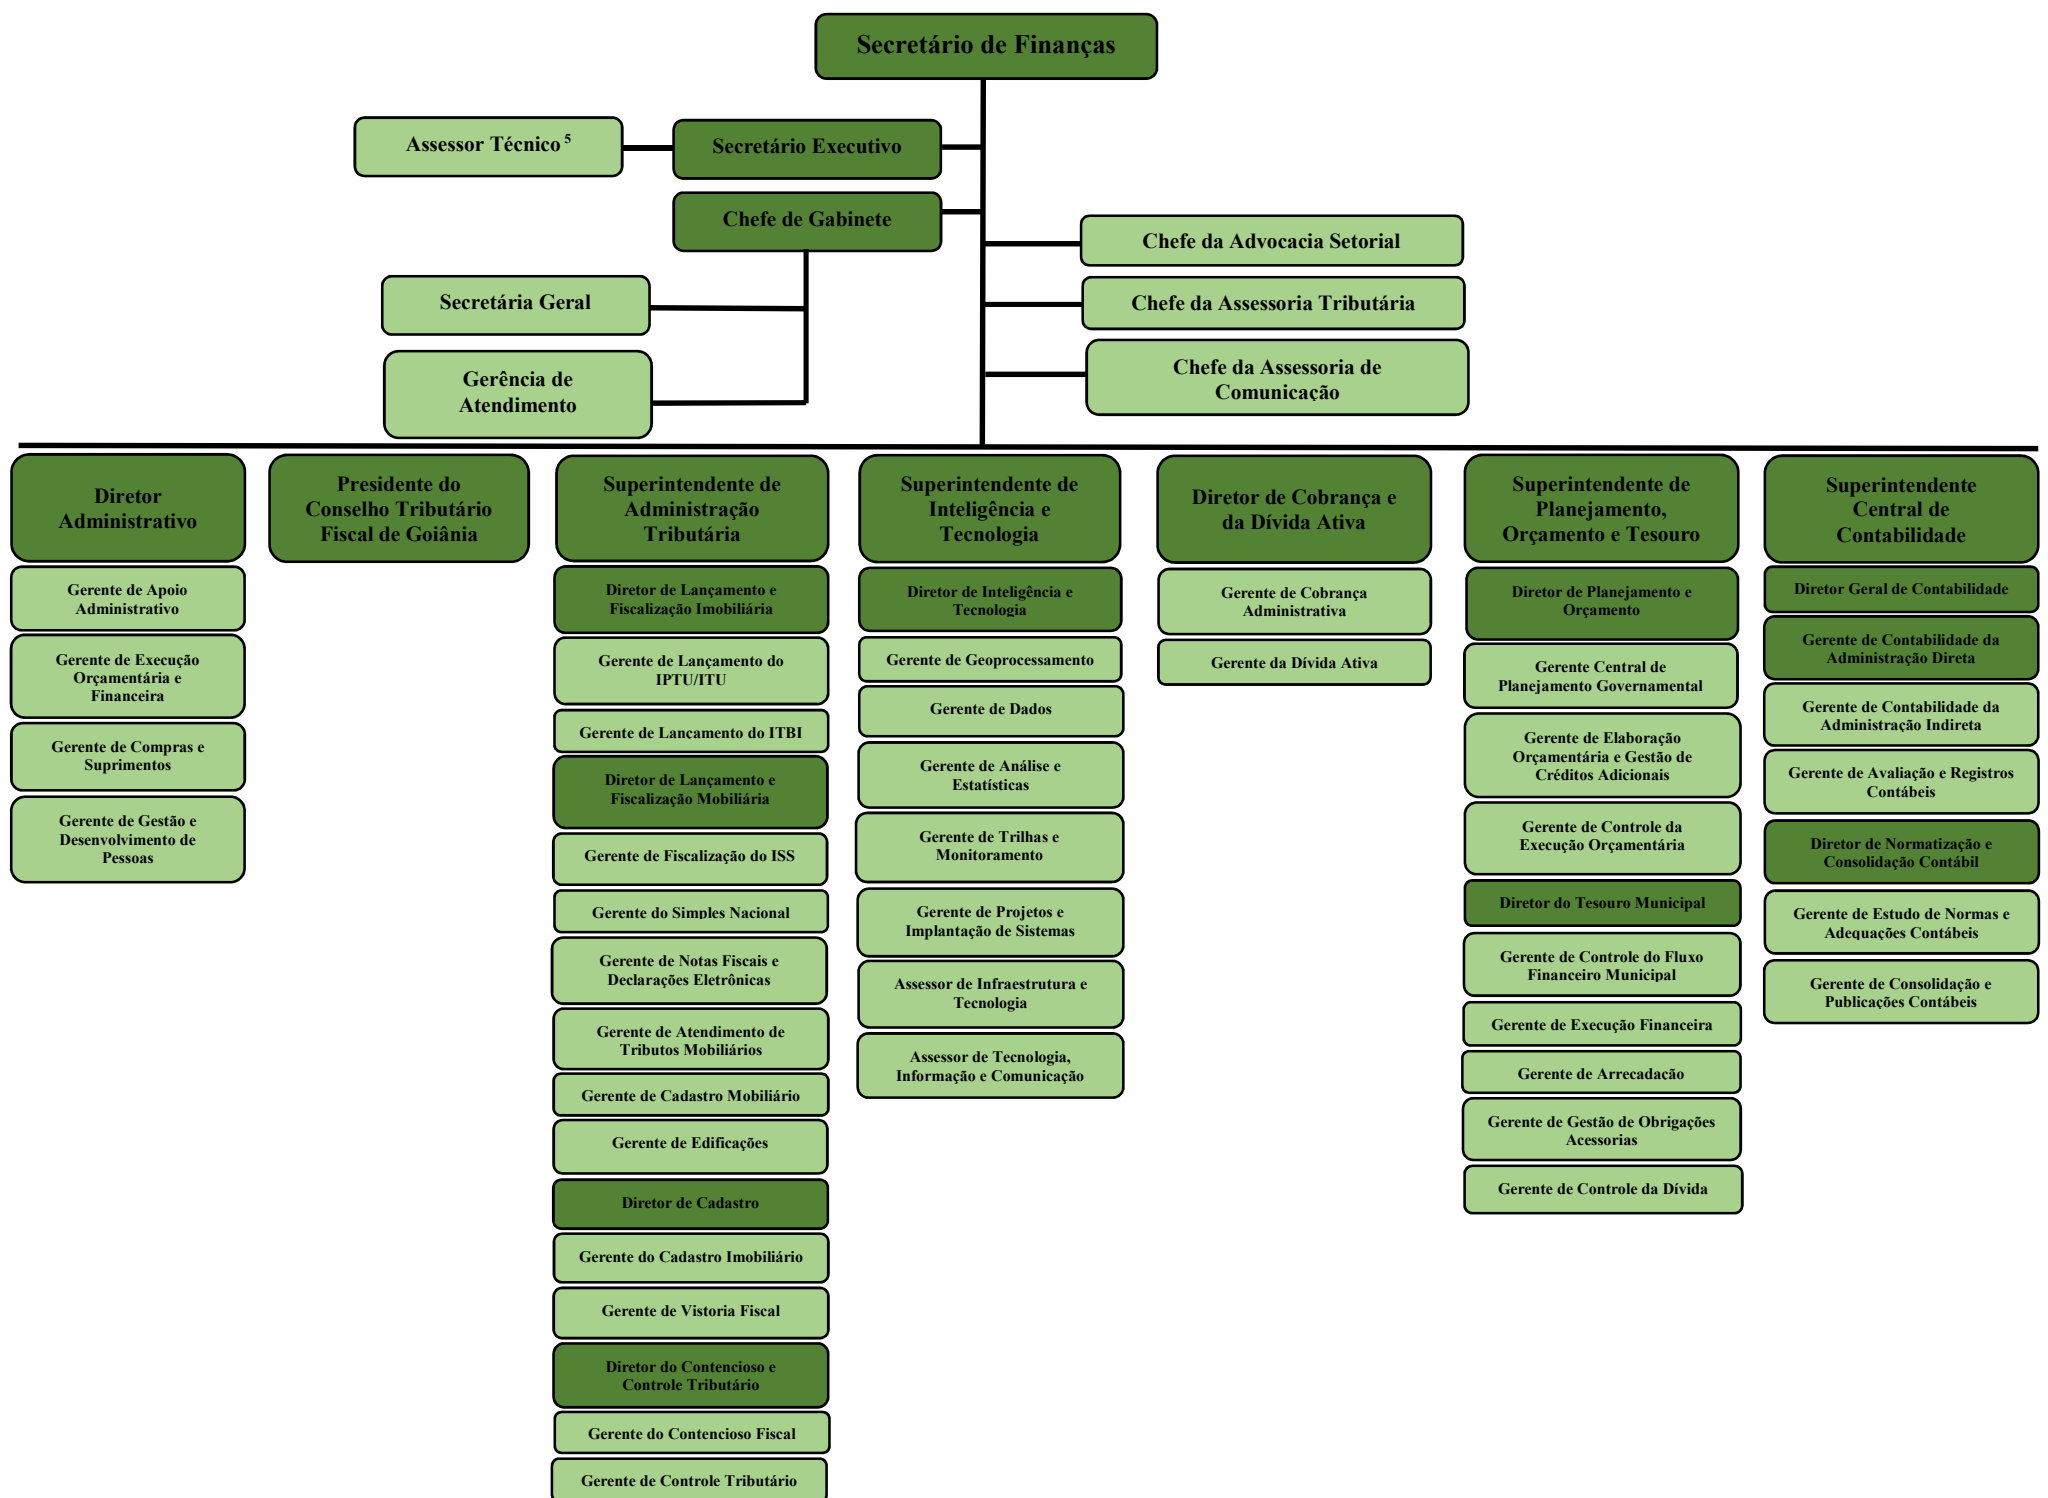 Secretário de Finanças
Assessor Técnico 5
Secretário Executivo
Chefe de Gabinete
Chefe da Advocacia Setorial
Secretária Geral
Chefe da Assessoria Tributária
Gerência de
Atendimento
Chefe da Assessoria de
Comunicação
Diretor
Administrativo
Gerente de Apoio
Administrativo
Gerente de Execução
Orçamentária e
Financeira
Gerente de Compras e
Suprimentos
Gerente de Gestão e
Desenvolvimento de
Pessoas
Presidente do
Conselho Tributário
Fiscal de Goiânia
Superintendente de
Administração
Tributária
Diretor de Lançamento e
Fiscalização Imobiliária
Gerente de Lançamento do
IPTU/ITU
Gerente de Lancamento do ITBI
Diretor de Lançamento e
Fiscalização Mobiliária
Gerente de Fiscalização do ISS
Gerente do Simples Nacional
Gerente de Notas Fiscais e
Declarações Eletrônicas
Gerente de Atendimento de
Tributos Mobiliários
Gerente de Cadastro Mobiliário
Gerente de Edificações
Diretor de Cadastro
Gerente do Cadastro Imobiliário
Gerente de Vistoria Fiscal
Diretor do Contencioso e
Controle Tributário
Gerente do Contencioso Fiscal
Gerente de Controle Tributário
Superintendente de
Inteligência e
Tecnologia
Diretor de Inteligência e
Tecnologia
Gerente de Geoprocessamento
Gerente de Dados
Gerente de Análise e
Estatísticas
Gerente de Trilhas e
Monitoramento
Gerente de Projetos e
Implantação de Sistemas
Assessor de Infraestrutura e
Tecnologia
Assessor de Tecnologia,
Informação e Comunicação
Diretor de Cobrança e
da Dívida Ativa
Gerente de Cobrança
Administrativa
Gerente da Dívida Ativa
Superintendente de
Planejamento,
Orçamento e Tesouro
Diretor de Planejamento e
Orçamento
Gerente Central de
Planejamento Governamental
Gerente de Elaboração
Orçamentária e Gestão de
Créditos Adicionais
Gerente de Controle da
Execução Orçamentária
Diretor do Tesouro Municipal
Gerente de Controle do Fluxo
Financeiro Municipal
Gerente de Execução Financeira
Gerente de Arrecadação
Gerente de Gestão de Obrigações
Acessorias
Gerente de Controle da Dívida
Superintendente
Central de
Contabilidade
Diretor Geral de Contabilidade
Gerente de Contabilidade da
Administração Direta
Gerente de Contabilidade da
Administração Indireta
Gerente de Avaliação e Registros
Contábeis
Diretor de Normatização e
Consolidação Contábil
Gerente de Estudo de Normas e
Adequações Contábeis
Gerente de Consolidação e
Publicações Contábeis